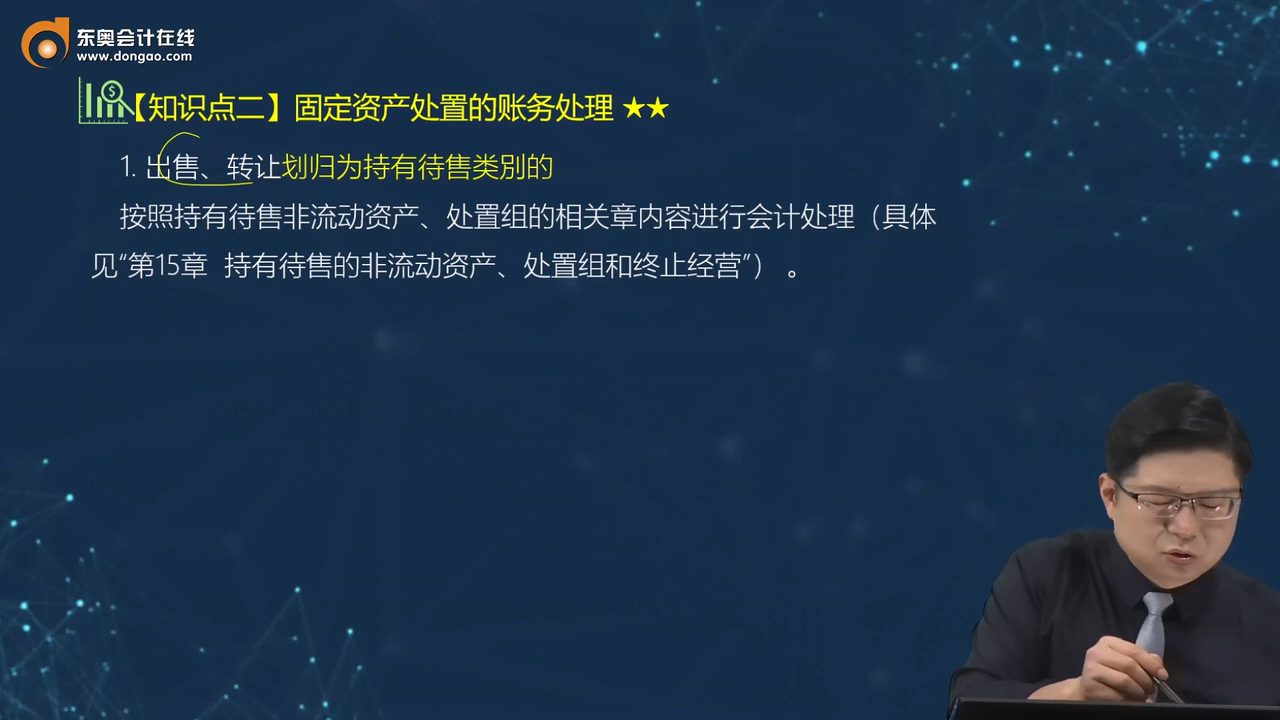 东奥会计在线
www.dongao.com
【知识点二】固定资产处置的账务处理 ★★
1. 出售、转让划归为持有待售类别的
按照持有待售非流动资产、处置组的相关章内容进行会计处理（具体
见“第15章 持有待售的非流动资产、处置组和终止经营”） 。